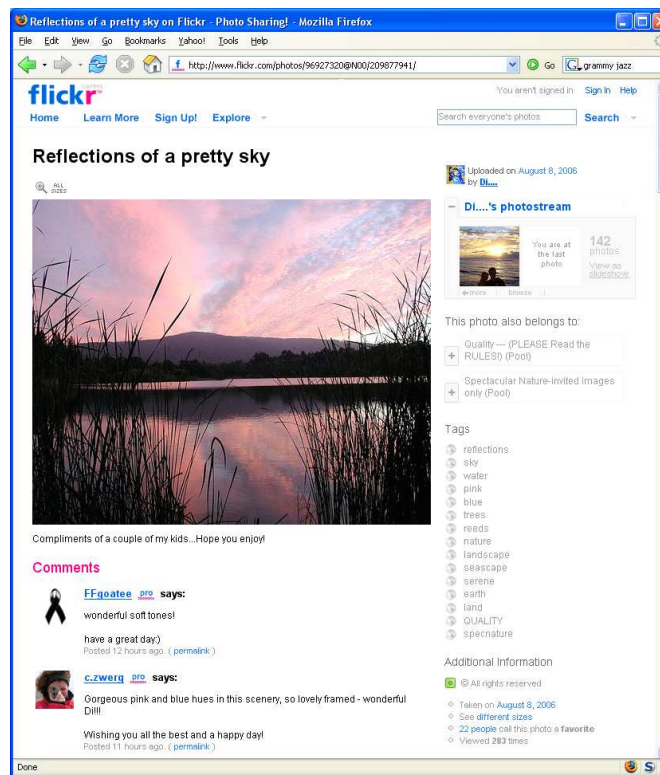 Reflections of a pretty sky on Flickr - Photo Sharing! - Mozilla Firefox
File Edit View Go Bookmarks Yahoo! Tools Help
http://www.flickr.com/photos/96927320@N00/209877941/ Go G grammy jazz
flickr
You aren't signed in Sign In Help
Home Learn More Sign Up! Explore Search everyone's photos Search
Reflections of a pretty sky
ALL SIZES
Uploaded on August 8, 2006
by Di....
Di....'s photostream
You are at
the last
photo
142
photos
View as
slideshow
more browse
This photo also belongs to:
Quality --- (PLEASE Read the
RULES!) (Pool)
Spectacular Nature-invited images
only (Pool)
Tags
reflections
sky
water
pink
blue
trees
reeds
nature
landscape
seascape
serene
earth
land
QUALITY
specnature
Additional Information
© All rights reserved
Taken on August 8, 2006
See different sizes
22 people call this photo a favorite
Viewed 283 times
Compliments of a couple of my kids...Hope you enjoy!
Comments
FFgoatee pro says:
wonderful soft tones!
have a great day:)
Posted 12 hours ago. ( permalink )
c.zwerg pro says:
Gorgeous pink and blue hues in this scenery, so lovely framed - wonderful
Di!!!
Wishing you all the best and a happy day!
Posted 11 hours ago. ( permalink )
Done